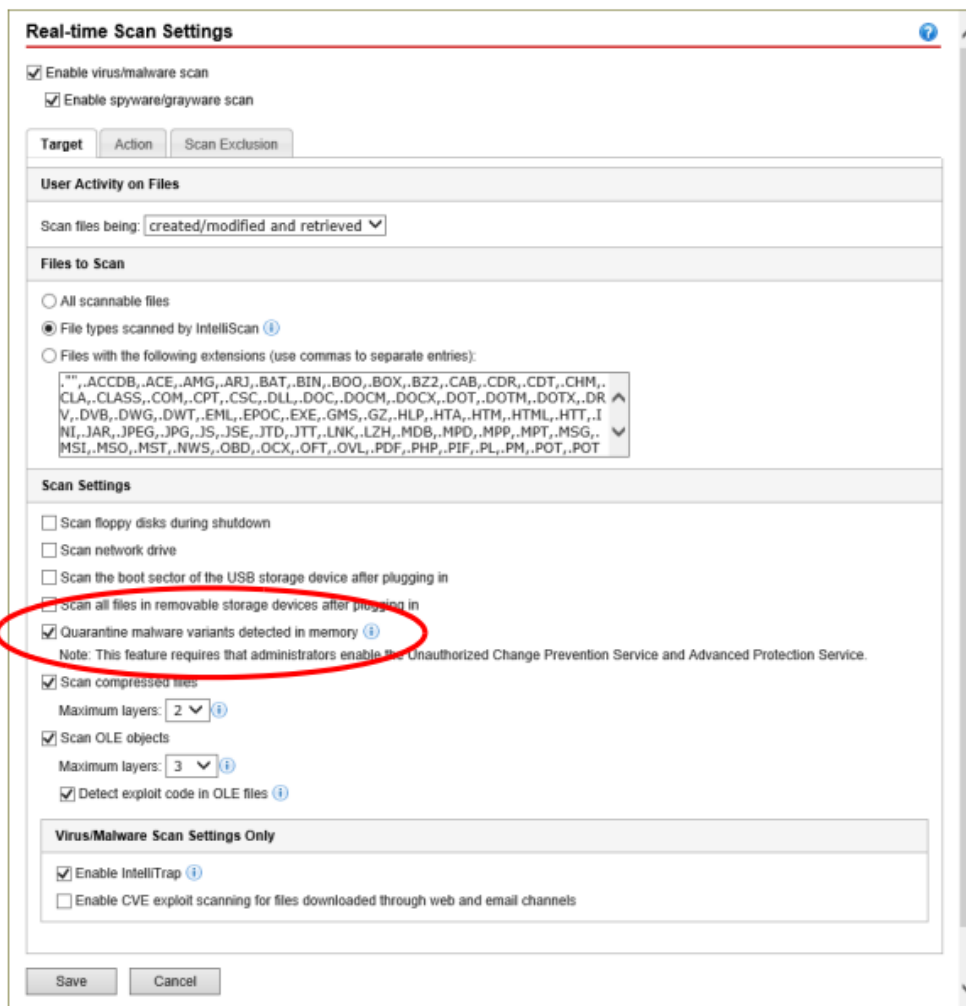 Real-time Scan Settings
Enable virus/malware scan
Enable spyware/grayware scan
Target Action Scan Exclusion
User Activity on Files
Scan files being: created/modified and retrieved
Files to Scan
All scannable files
File types scanned by IntelliScan
Files with the following extensions (use commas to separate entries):
."",.ACCDB,.ACE,.AMG,.ARJ,.BAT,.BIN,.BOO,.BOX,.BZ2,.CAB,.CDR,.CDT,.CHM,.
CLA,.CLASS,.COM,.CPT,.CSC,.DLL,.DOC,.DOCM,.DOCX,.DOT,.DOTM,.DOTX,.DR
V,.DVB,.DWG,.DWT,.EML,.EPOC,.EXE,.GMS,.GZ,.HLP,.HTA,.HTM,.HTML,.HTT,.I
NI,.JAR,.JPEG,.JPG,.JS,.JSE,.JTD,.JTT,.LNK,.LZH,.MDB,.MPD,.MPP,.MPT,.MSG,.
MSI,.MSO,.MST,.NWS,.OBD,.OCX,.OFT,.OVL,.PDF,.PHP,.PIF,.PL,.PM,.POT,.POT
Scan Settings
Scan floppy disks during shutdown
Scan network drive
Scan the boot sector of the USB storage device after plugging in
Scan all files in removable storage devices after plugging in
Quarantine malware variants detected in memory
Note: This feature requires that administrators enable the Unauthorized Change Prevention Service and Advanced Protection Service.
Scan compressed files
Maximum layers: 2
Scan OLE objects
Maximum layers: 3
Detect exploit code in OLE files
Virus/Malware Scan Settings Only
Enable IntelliTrap
Enable CVE exploit scanning for files downloaded through web and email channels
Save Cancel